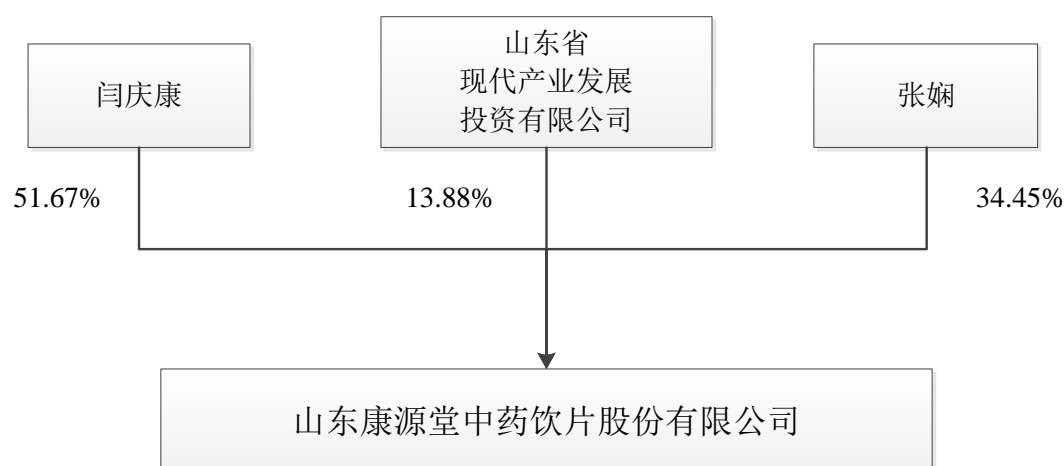 闫庆康
山东省
现代产业发展
投资有限公司
张娴
51.67%
13.88%
34.45%
山东康源堂中药饮片股份有限公司